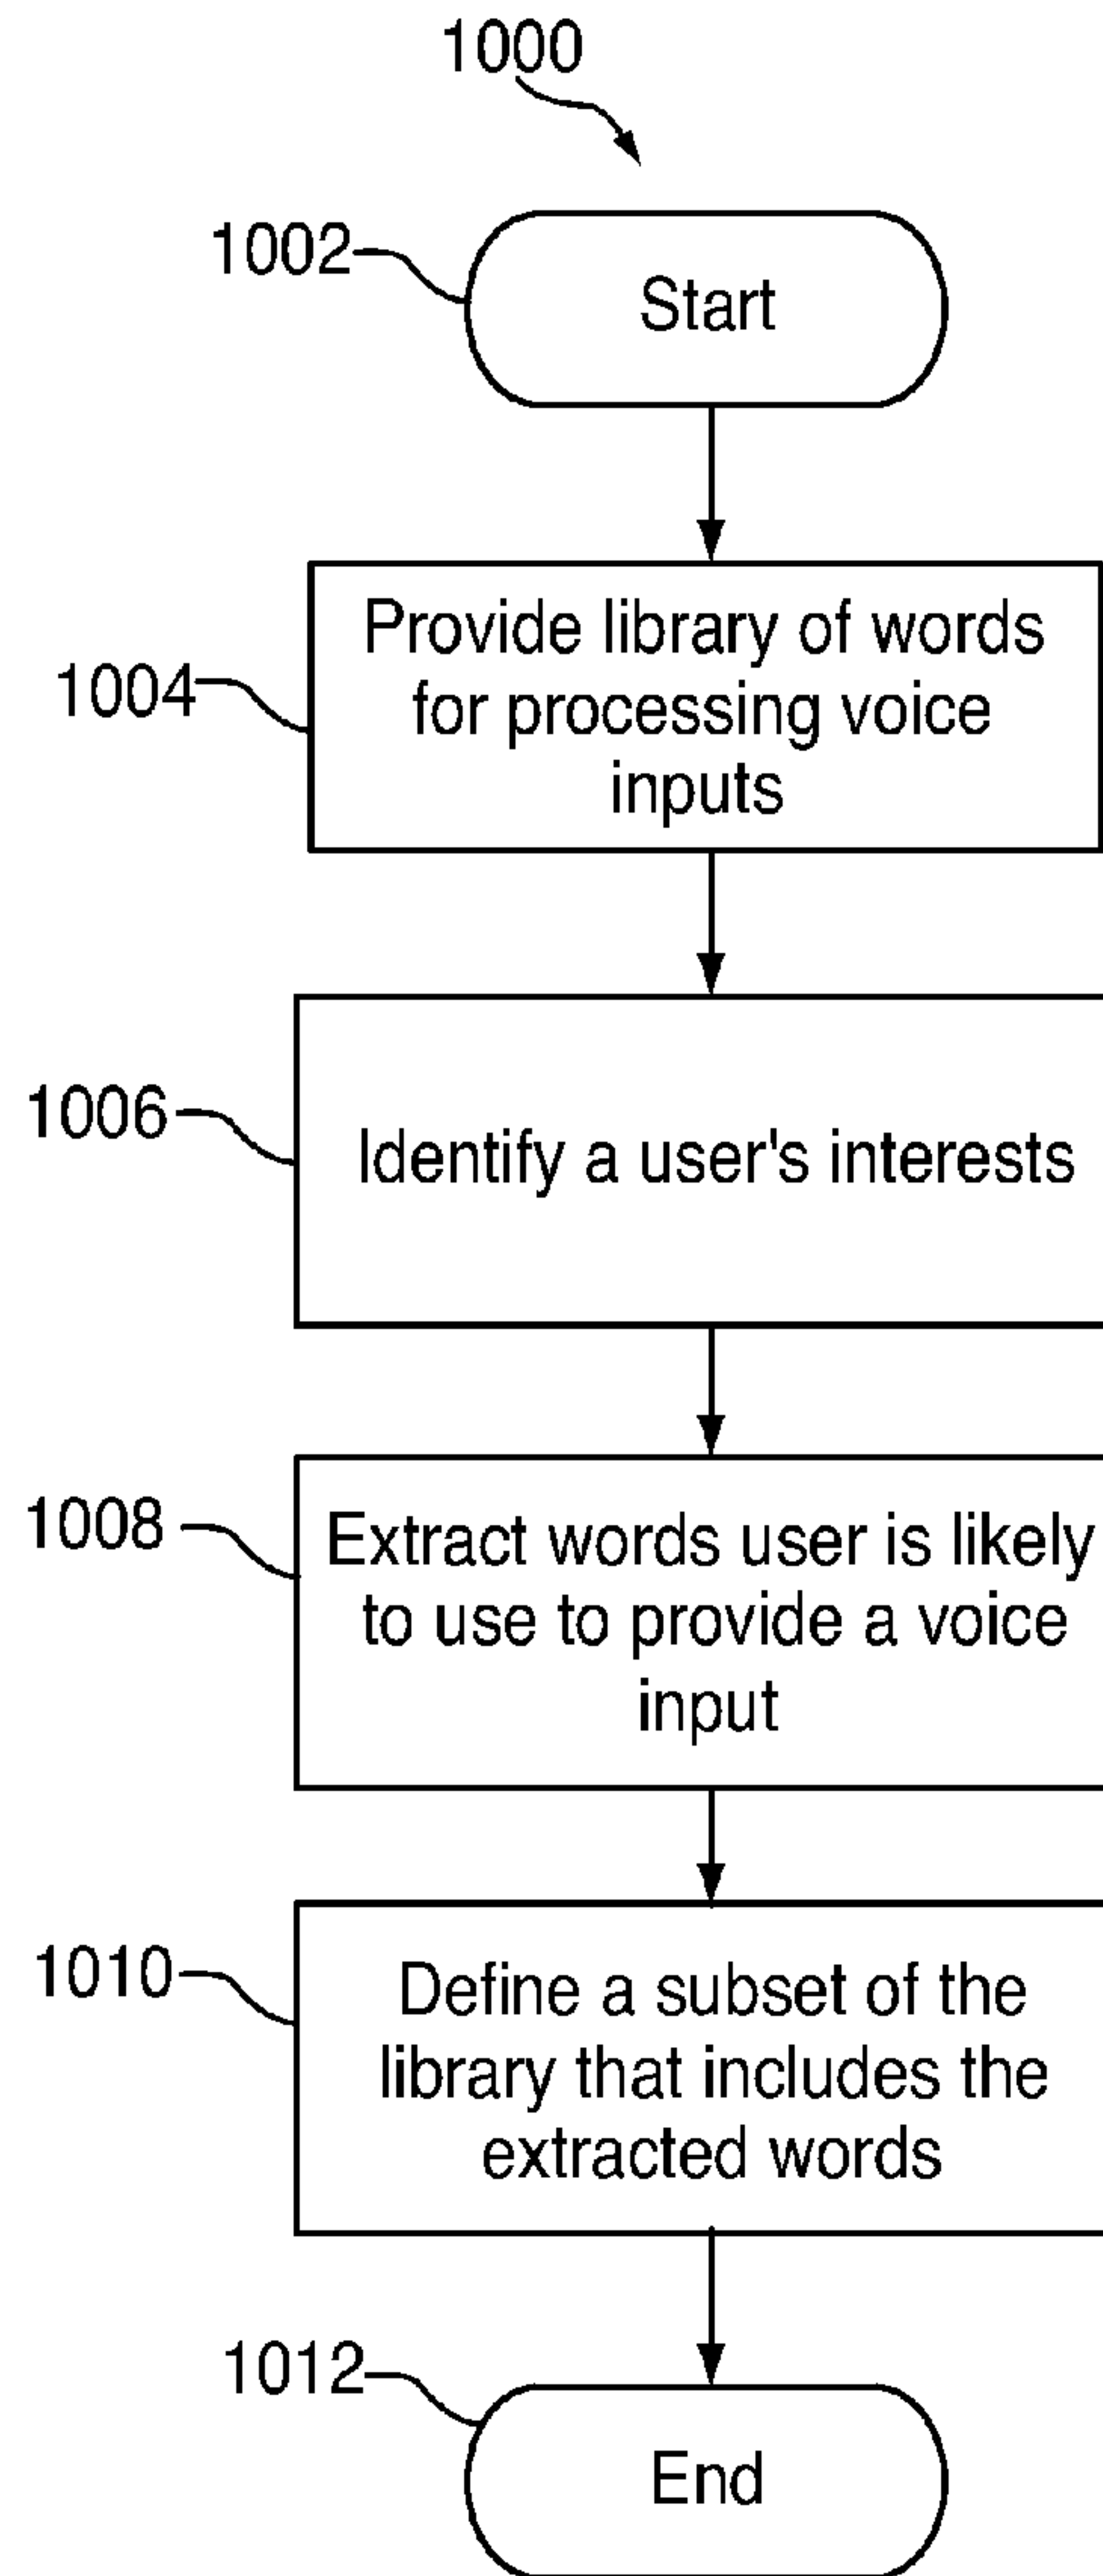 1000
1002
Start
Provide library of words
for processing voice
inputs
1004
1006
Identify a user's interests
1008
Extract words user is likely
to use to provide a voice
input
1010
Define a subset of the
library that includes the
extracted words
1012
End